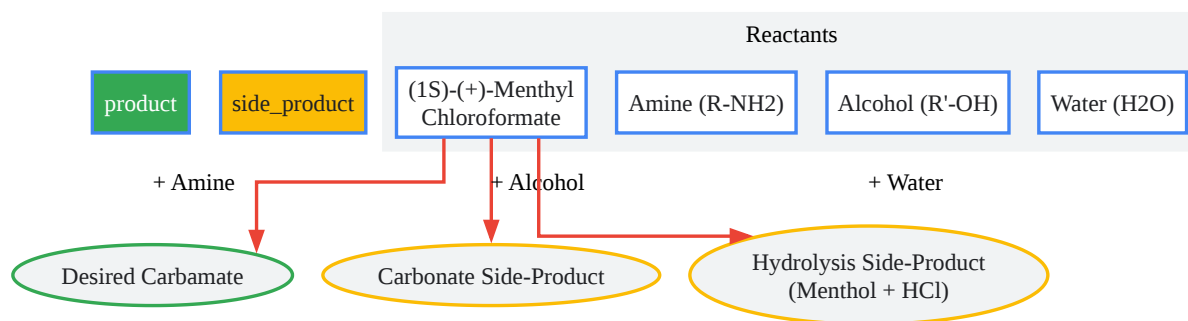 Reactants
product
side_product
(1S)-(+)-Menthyl
Chloroformate
Amine (R-NH2)
Alcohol (R'-OH)
Water (H2O)
+ Amine
+ Alcohol
+ Water
Desired Carbamate
Carbonate Side-Product
Hydrolysis Side-Product
(Menthol + HCl)